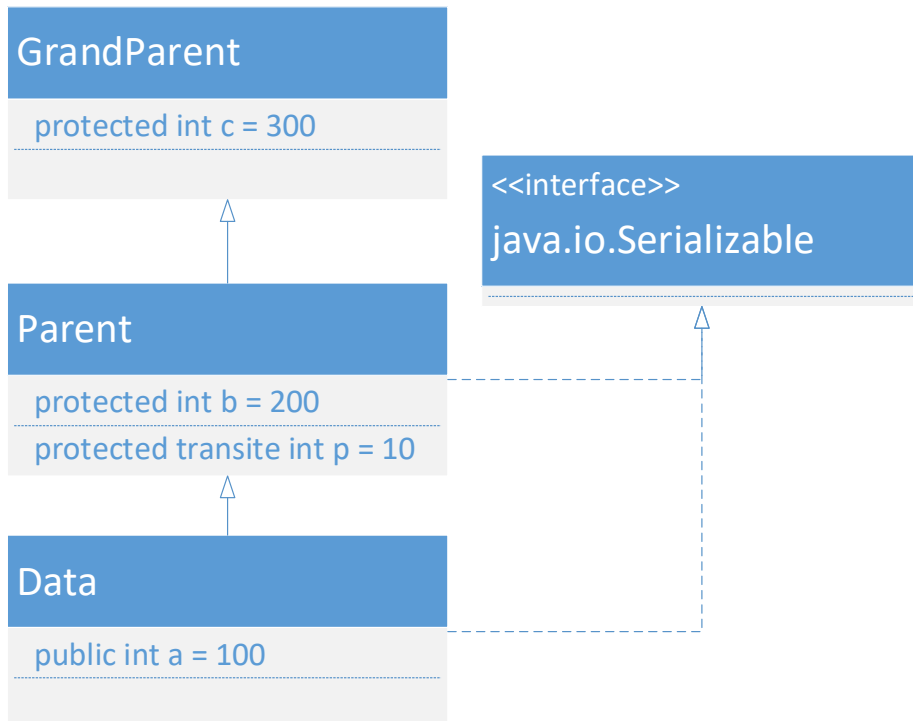 GrandParent
protected int c = 300
<<interface>>
java.io.Serializable
Parent
protected int b = 200
protected transite int p = 10
Data
public int a = 100